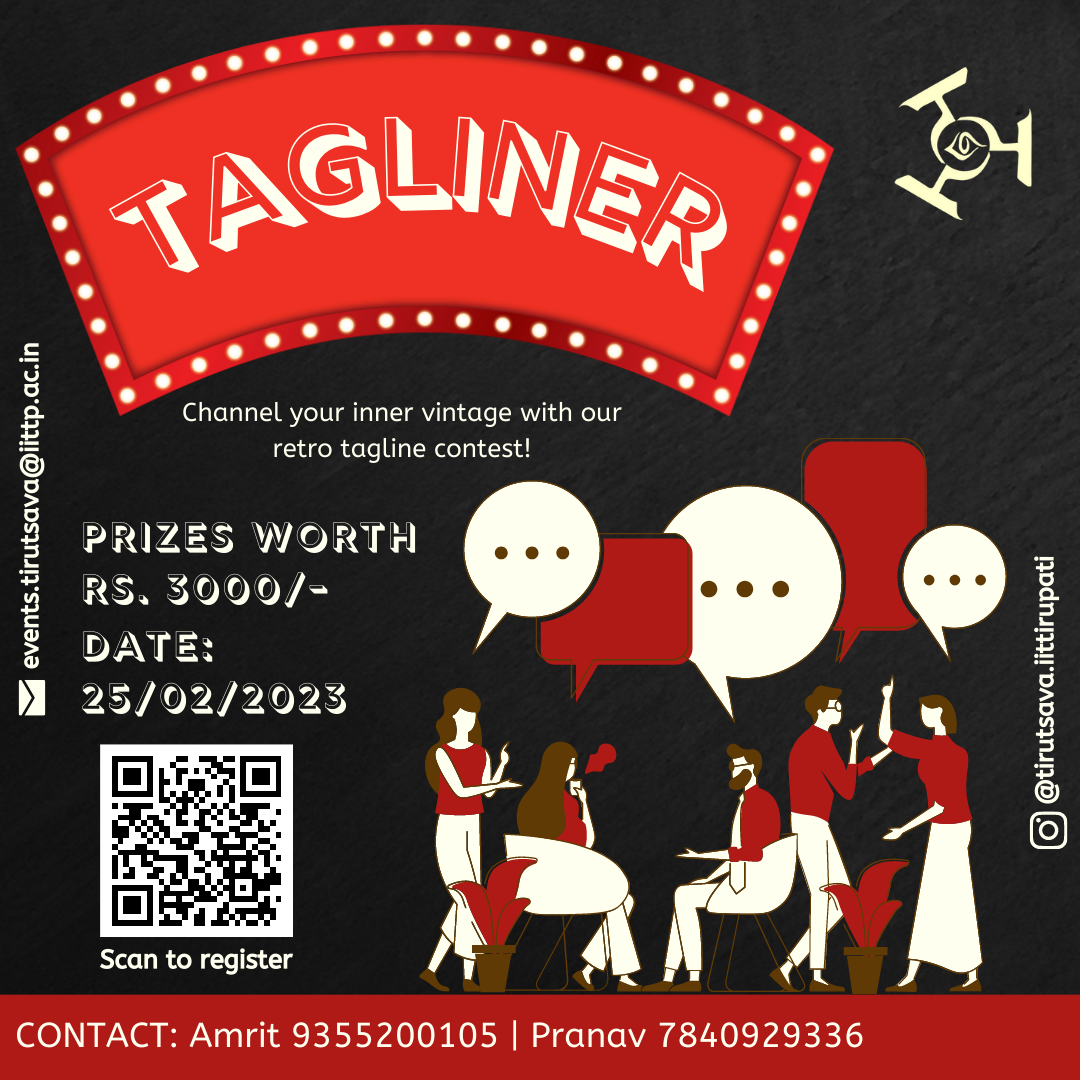 TAGLINER
Channel your inner vintage with our
retro tagline contest!
PRIZES WORTH
RS. 3000/-
DATE:
25/02/2023
Scan to register
events.tirutsava@iittp.ac.in
@tirutsava.iittirupati
CONTACT: Amrit 9355200105 | Pranav 7840929336